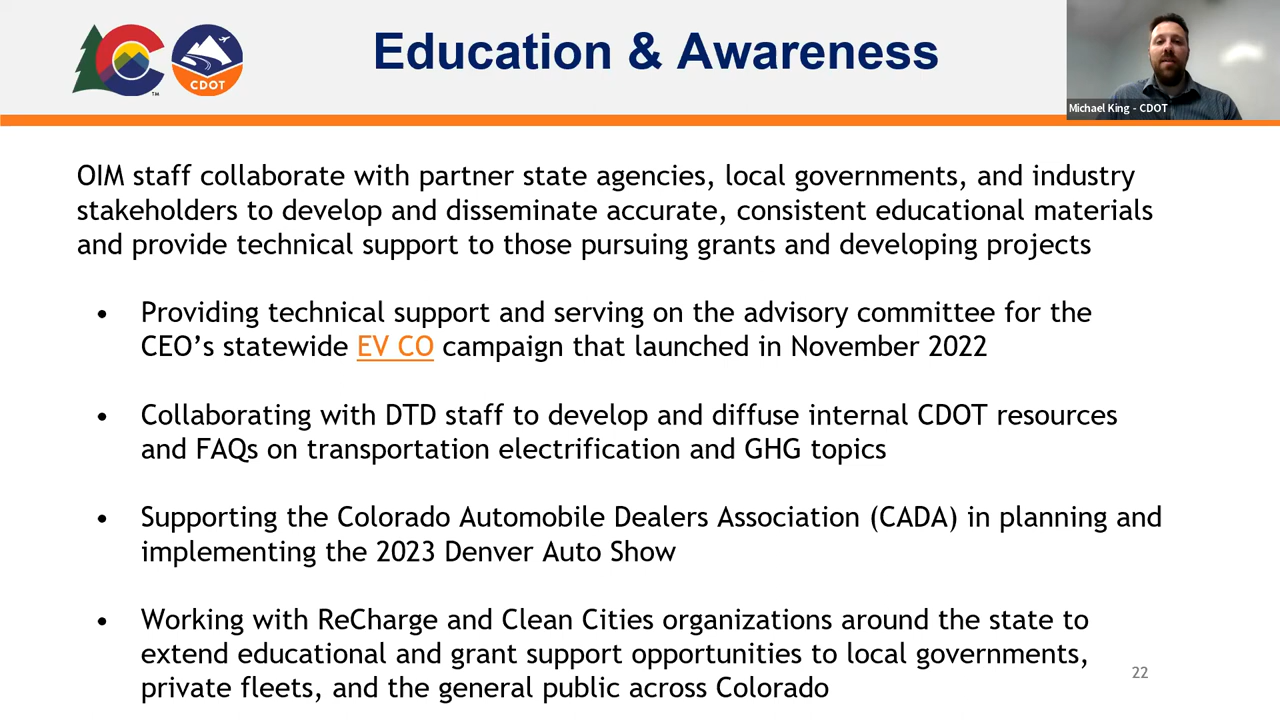 Education & Awareness
CDOT
TM
Michael King - CDOT
OIM staff collaborate with partner state agencies, local governments, and industry
stakeholders to develop and disseminate accurate, consistent educational materials
and provide technical support to those pursuing grants and developing projects
• Providing technical support and serving on the advisory committee for the
CEO’s statewide EV CO campaign that launched in November 2022
• Collaborating with DTD staff to develop and diffuse internal CDOT resources
and FAQs on transportation electrification and GHG topics
• Supporting the Colorado Automobile Dealers Association (CADA) in planning and
implementing the 2023 Denver Auto Show
• Working with ReCharge and Clean Cities organizations around the state to
extend educational and grant support opportunities to local governments,
private fleets, and the general public across Colorado
22